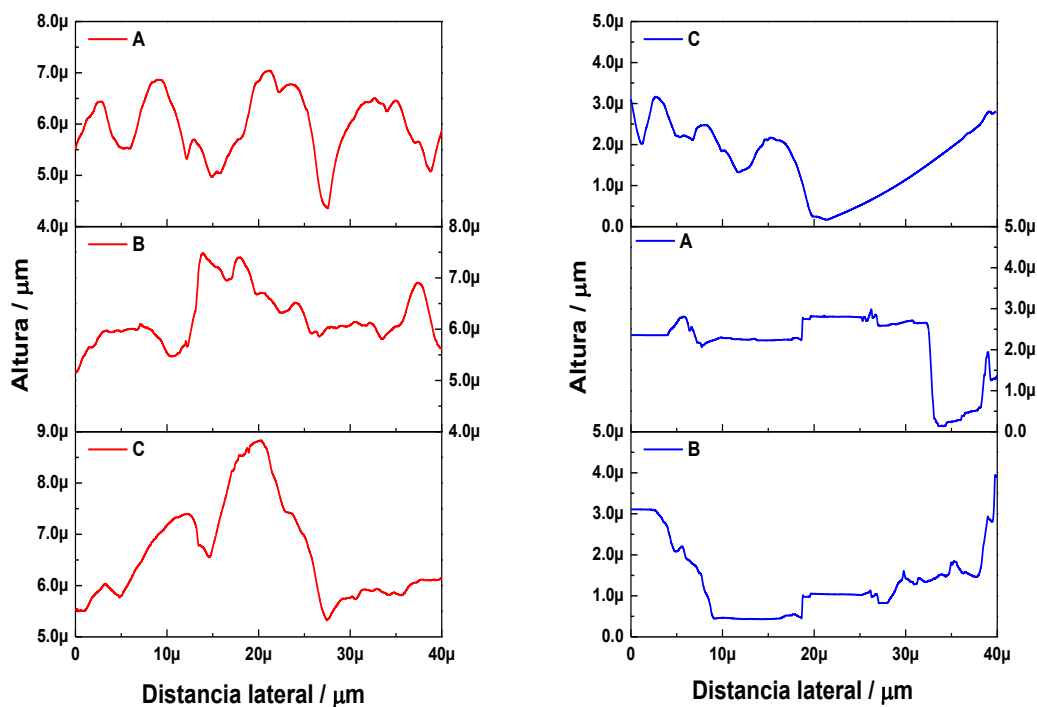 8.0µ
7.0µ
6.0µ
5.0µ
4.0µ
A
8.0µ
7.0µ
6.0µ
5.0µ
4.0µ
B
9.0µ
8.0µ
7.0µ
6.0µ
5.0µ
C
0
10µ
20µ
30µ
40µ
Altura / µm
Distancia lateral / µm
5.0µ
4.0µ
3.0µ
2.0µ
1.0µ
0.0
C
5.0µ
4.0µ
3.0µ
2.0µ
1.0µ
0.0
A
5.0µ
4.0µ
3.0µ
2.0µ
1.0µ
0.0
B
0
10µ
20µ
30µ
40µ
Altura / µm
Distancia lateral / µm